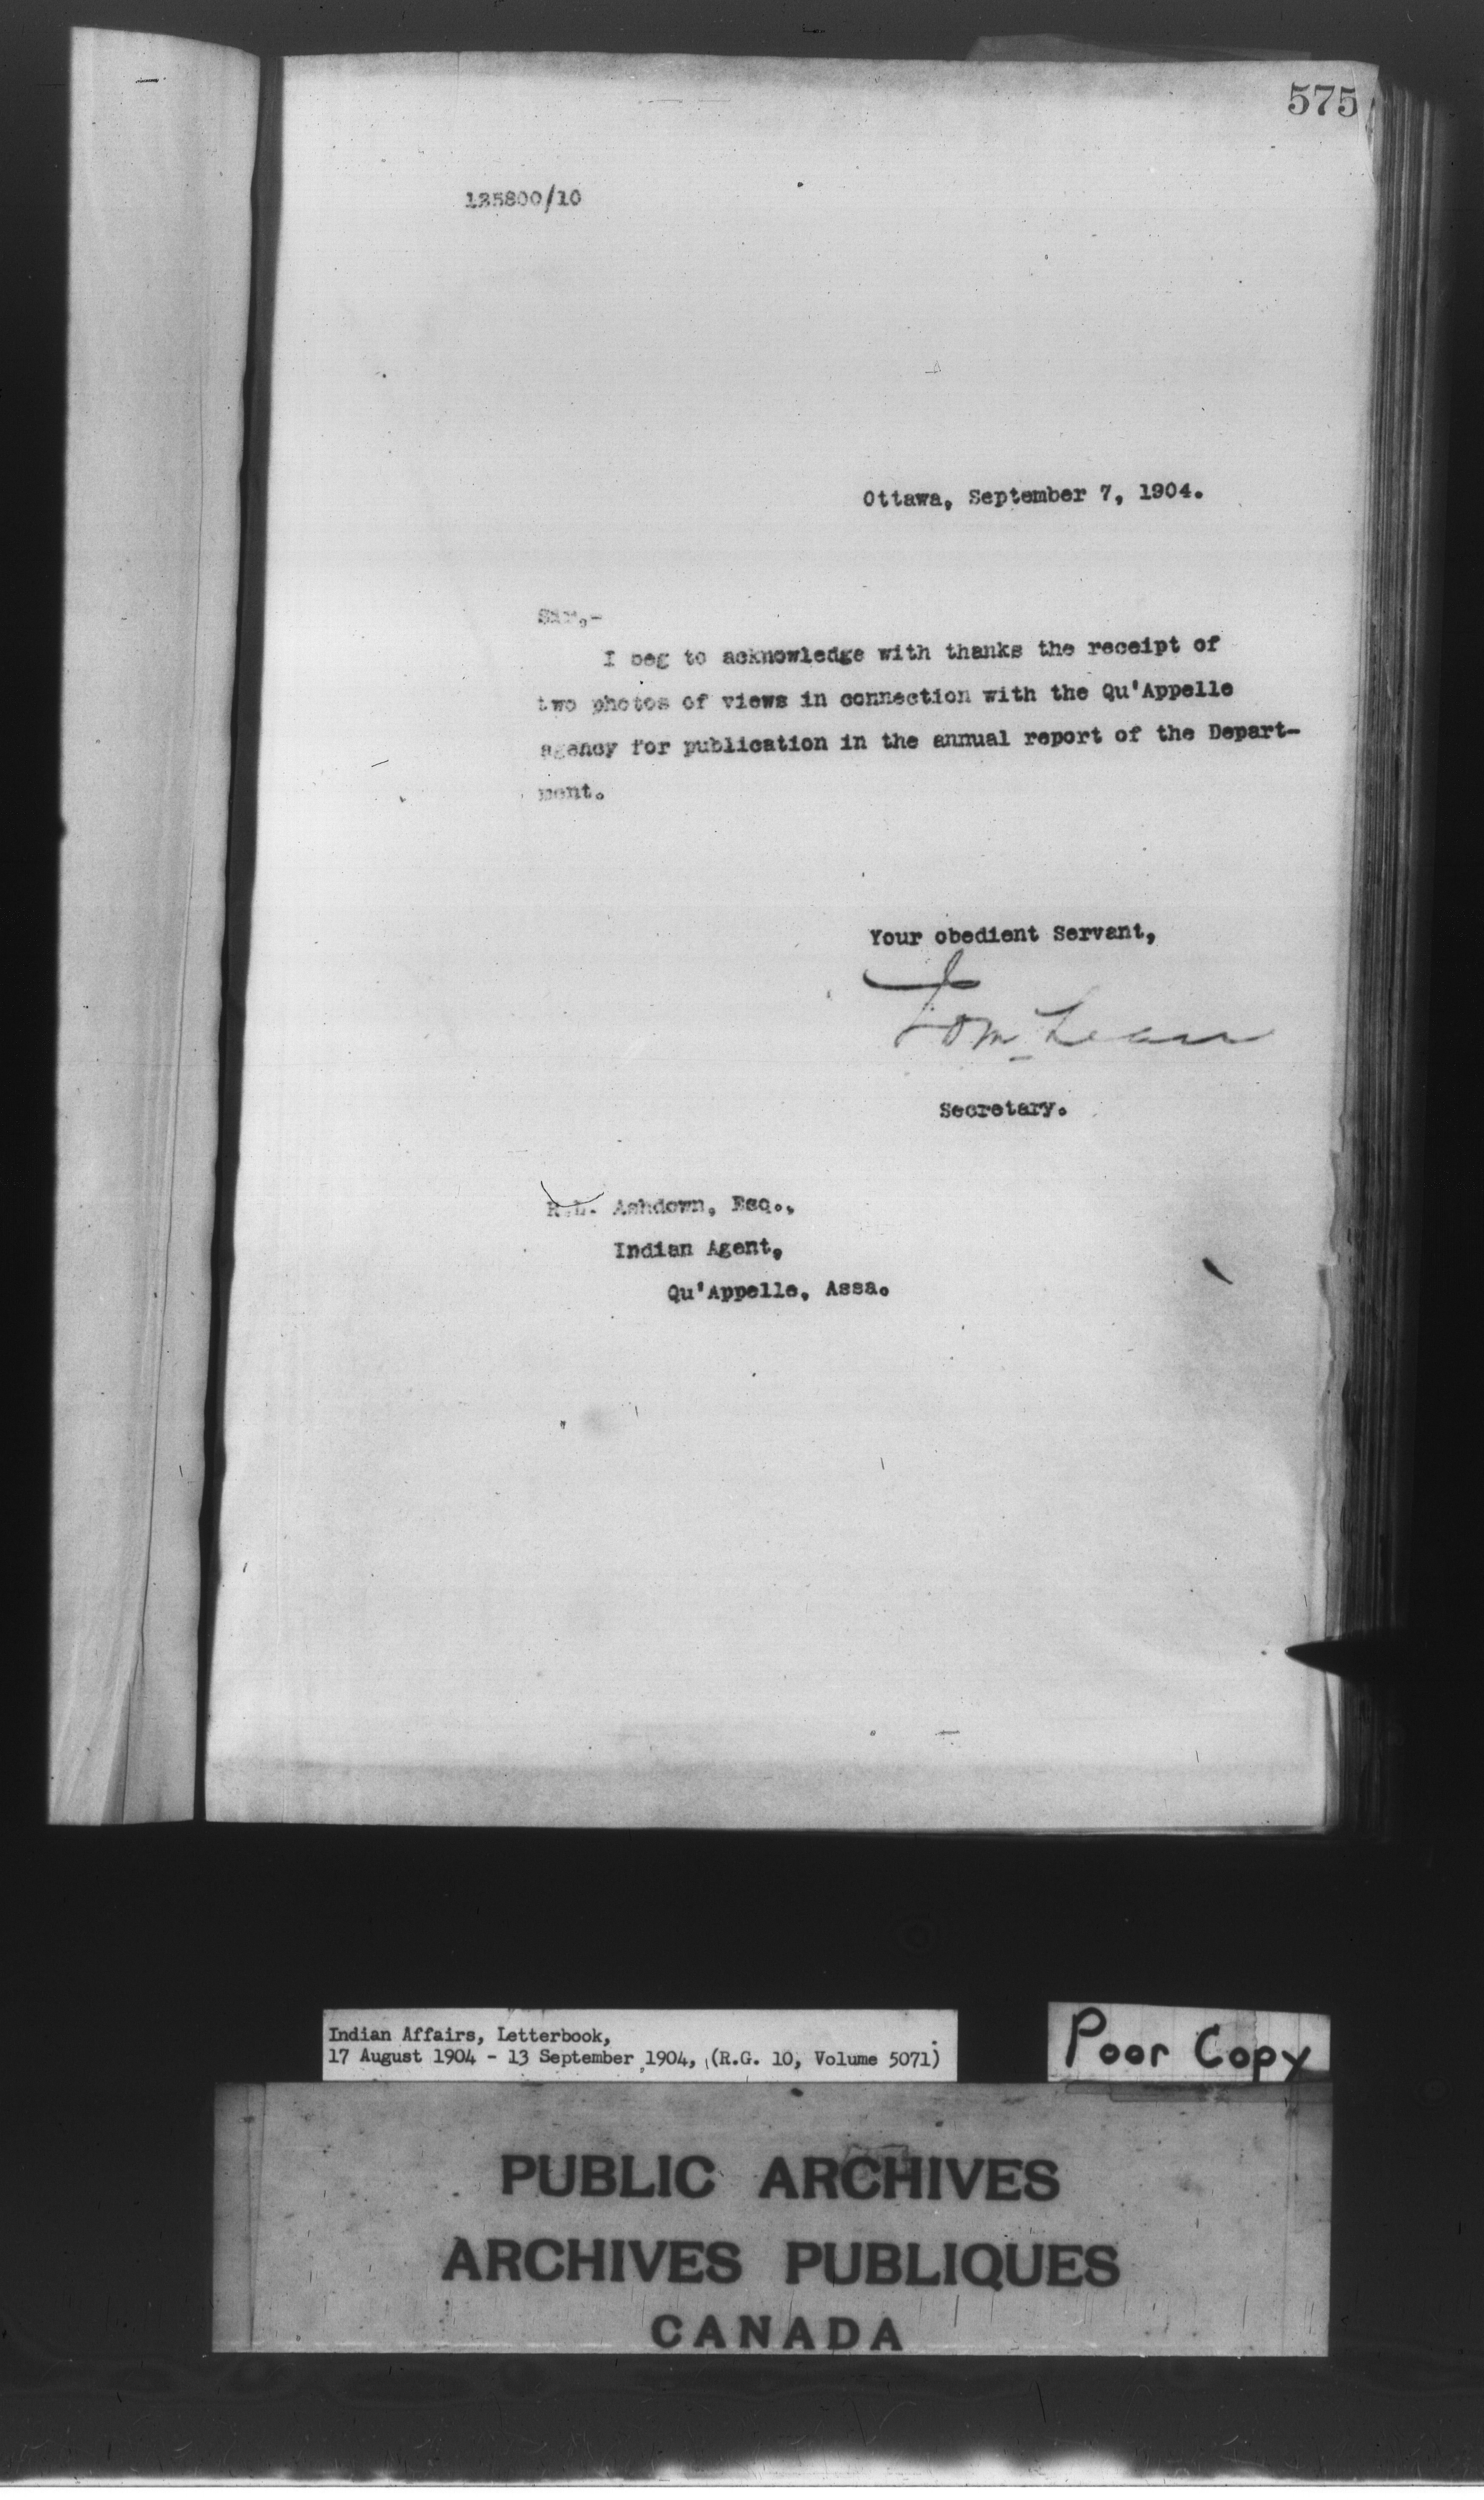 575
125800/10
Ottawa, September 7, 1904.
Sir,-
I beg to acknowledge with thanks the receipt of
two photos of views in connection with the Qu'Appelle
agency for publication in the annual report of the Depart-
ment.
Your obedient Servant,
Secretary.
R.L. Ashdown, Esq.,
Indian Agent,
Qu'Appelle, Assa.
Indian Affairs, Letterbook,
17 August 1904 - 13 September 1904, (R.G. 10, Volume 5071)
Poor Copy
PUBLIC ARCHIVES
ARCHIVES PUBLIQUES
CANADA